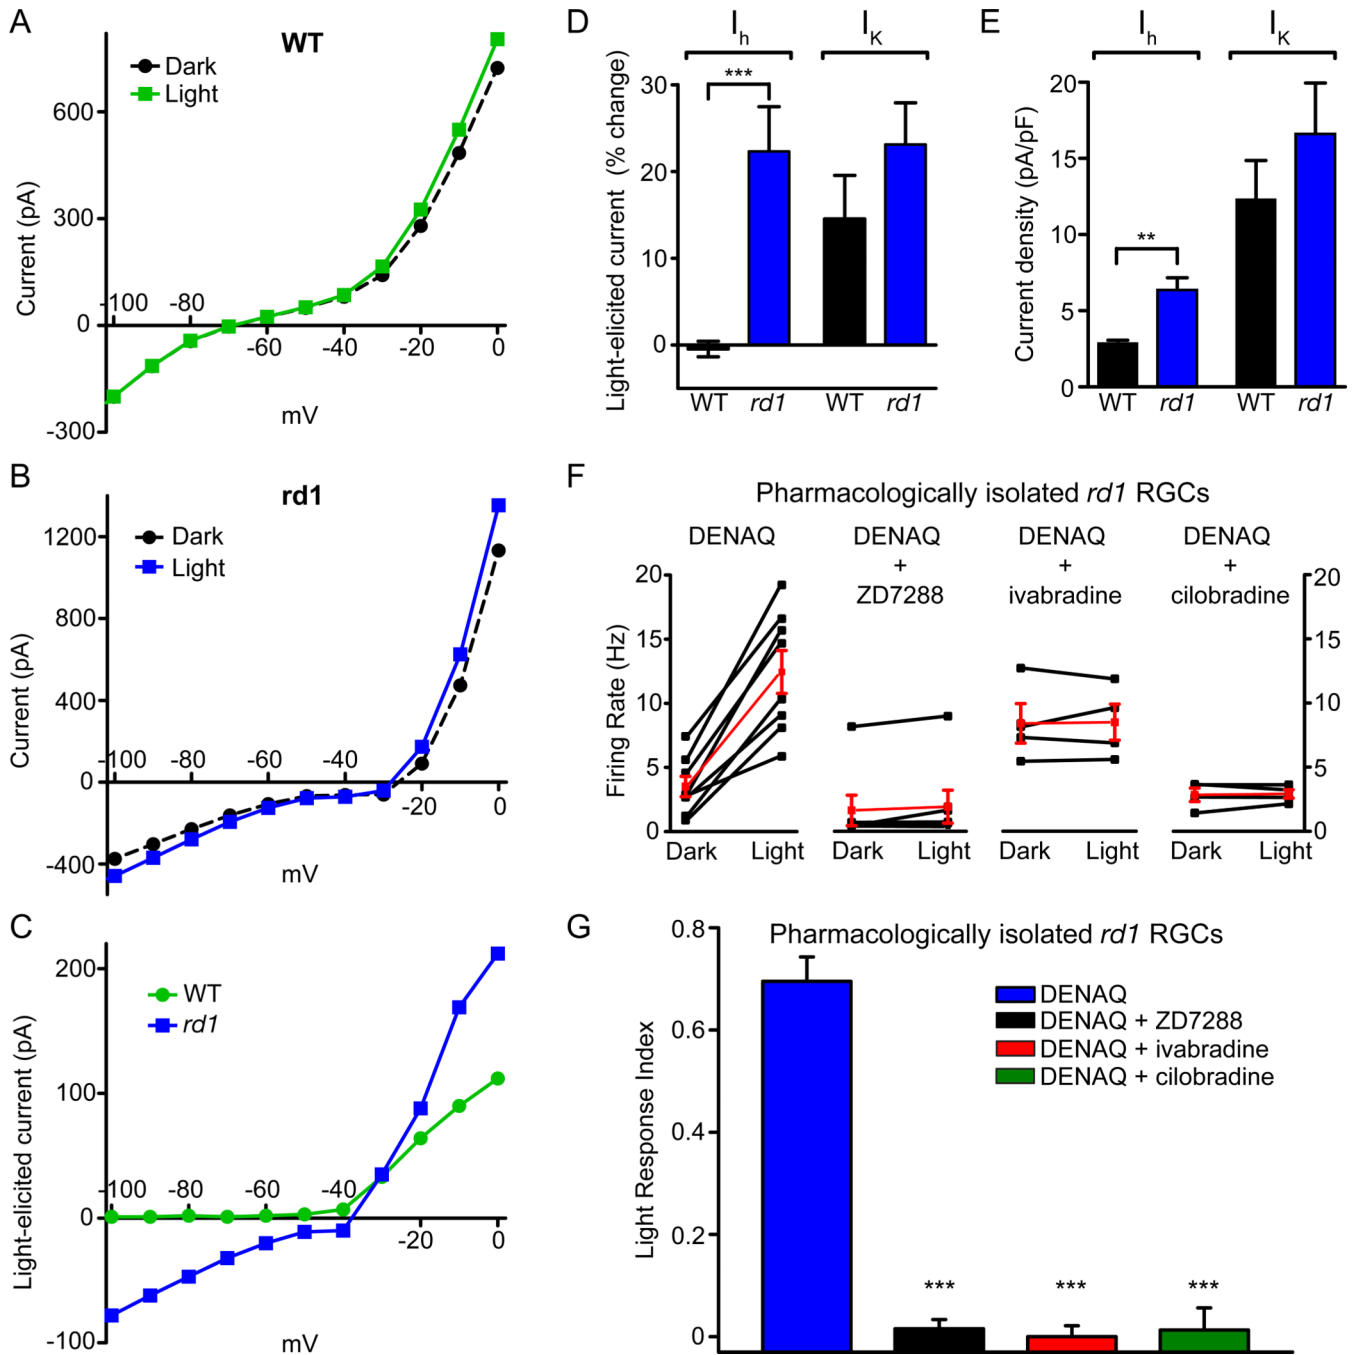 A
WT
Dark
Light
Current (pA)
600
300
0
-300
-100
-80
-60
-40
-20
0
mV
B
rd1
Dark
Light
Current (pA)
1200
800
400
0
-400
-100
-80
-60
-40
-20
0
mV
C
WT
rd1
Light-elicited current (pA)
200
100
0
-100
-100
-80
-60
-40
-20
0
mV
D
Ih
IK
***
Light-elicited current (% change)
30
20
10
0
WT
rd1
WT
rd1
E
Ih
IK
**
Current density (pA/pF)
20
15
10
5
0
WT
rd1
WT
rd1
F
Pharmacologically isolated rd1 RGCs
DENAQ
DENAQ
+
ZD7288
DENAQ
+
ivabradine
DENAQ
+
cilobradine
Firing Rate (Hz)
20
15
10
5
0
20
15
10
5
0
Dark
Light
Dark
Light
Dark
Light
Dark
Light
G
Pharmacologically isolated rd1 RGCs
DENAQ
DENAQ + ZD7288
DENAQ + ivabradine
DENAQ + cilobradine
Light Response Index
0.8
0.6
0.4
0.2
0
***
***
***